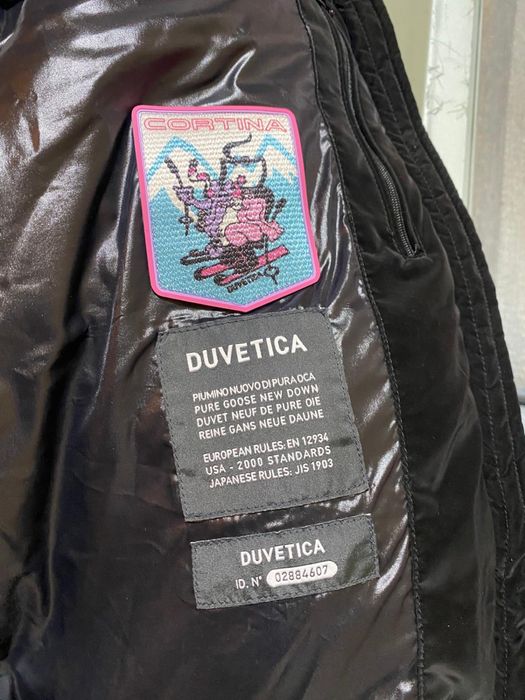 CORTINA
DUVETICA
DUVETICA
PIUMINO NUOVO DI PURA OCA
PURE GOOSE NEW DOWN
DUVET NEUF DE PURE OIE
REINE GANS NEUE DAUNE
EUROPEAN RULES: EN 12934
USA - 2000 STANDARDS
JAPANESE RULES: JIS 1903
DUVETICA
ID. N° 02884607